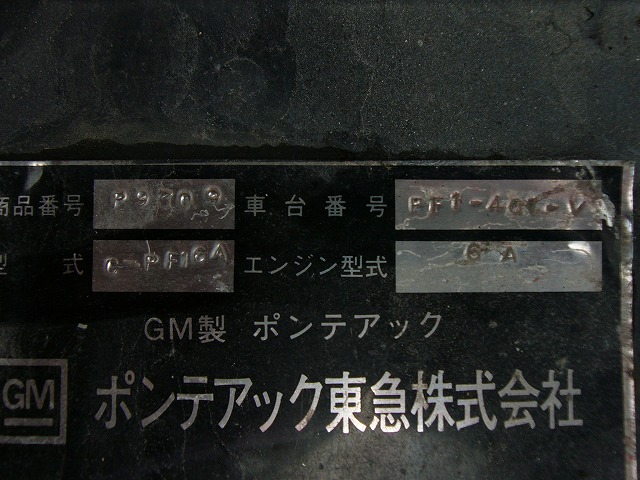 商品番号 P9709 車台番号
型式 C-PF16A エンジン型式 6A
GM製 ポンテアック
GM ポンテアック東急株式会社